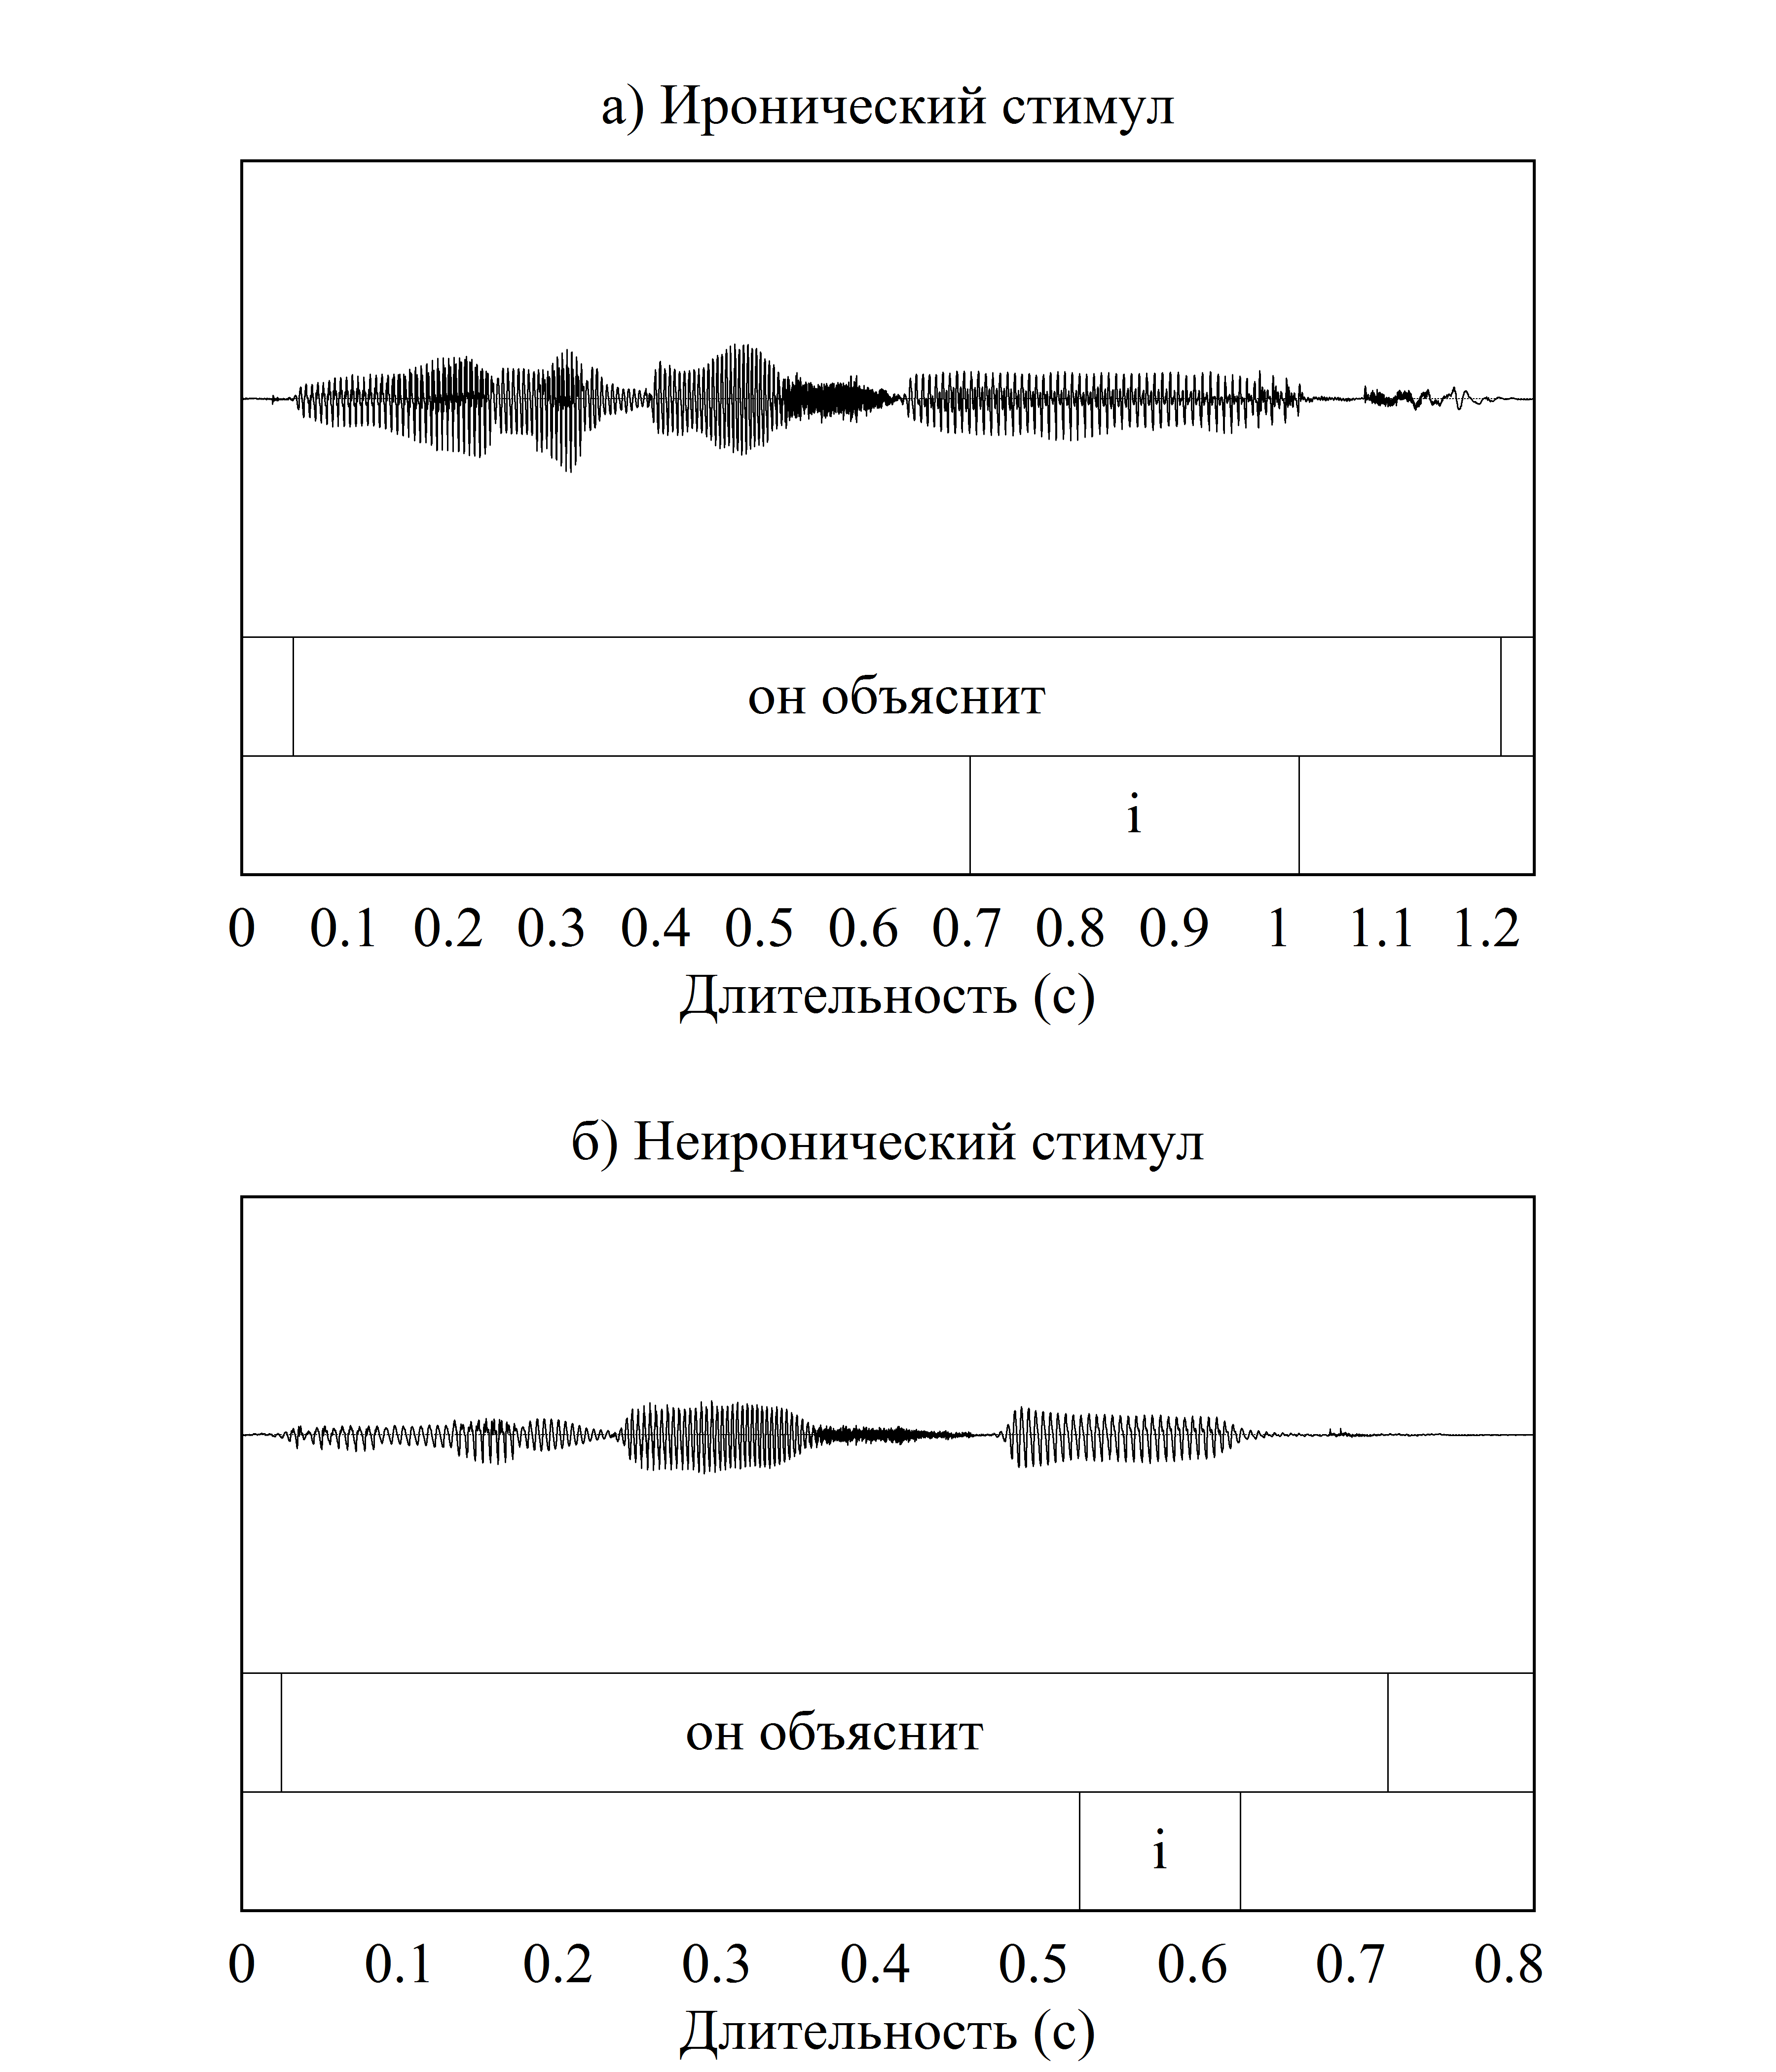 а) Иронический стимул
он объяснит
i
0 0.1 0.2 0.3 0.4 0.5 0.6 0.7 0.8 0.9 1 1.1 1.2
Длительность (с)
б) Неиронический стимул
он объяснит
i
0 0.1 0.2 0.3 0.4 0.5 0.6 0.7 0.8
Длительность (с)